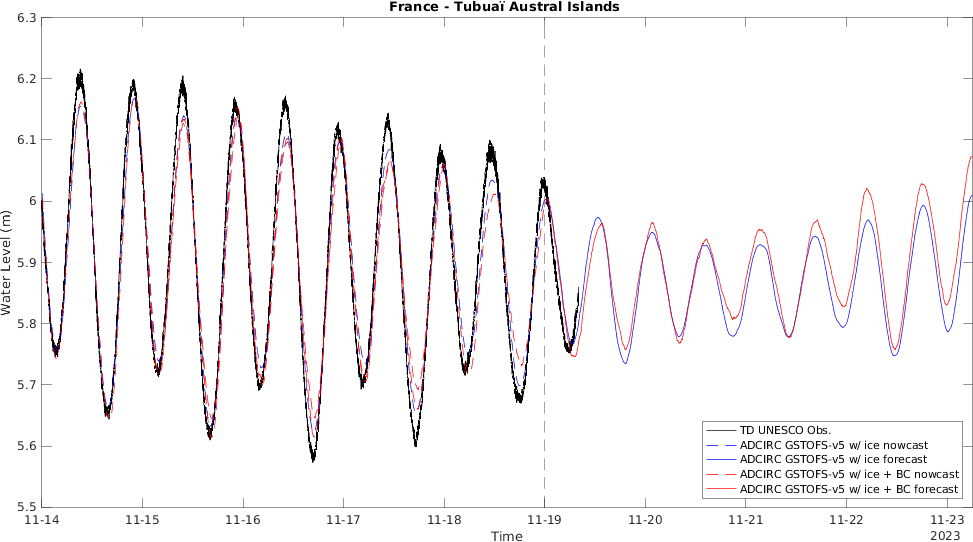 France - Tubuaï Austral Islands
6.3
6.2
6.1
6
5.9
5.8
5.7
5.6
5.5
Water Level (m)
TD UNESCO Obs.
ADCIRC GSTOFS-v5 w/ ice nowcast
ADCIRC GSTOFS-v5 w/ ice forecast
ADCIRC GSTOFS-v5 w/ ice + BC nowcast
ADCIRC GSTOFS-v5 w/ ice + BC forecast
11-14 11-15 11-16 11-17 11-18 11-19 11-20 11-21 11-22 11-23
Time
2023